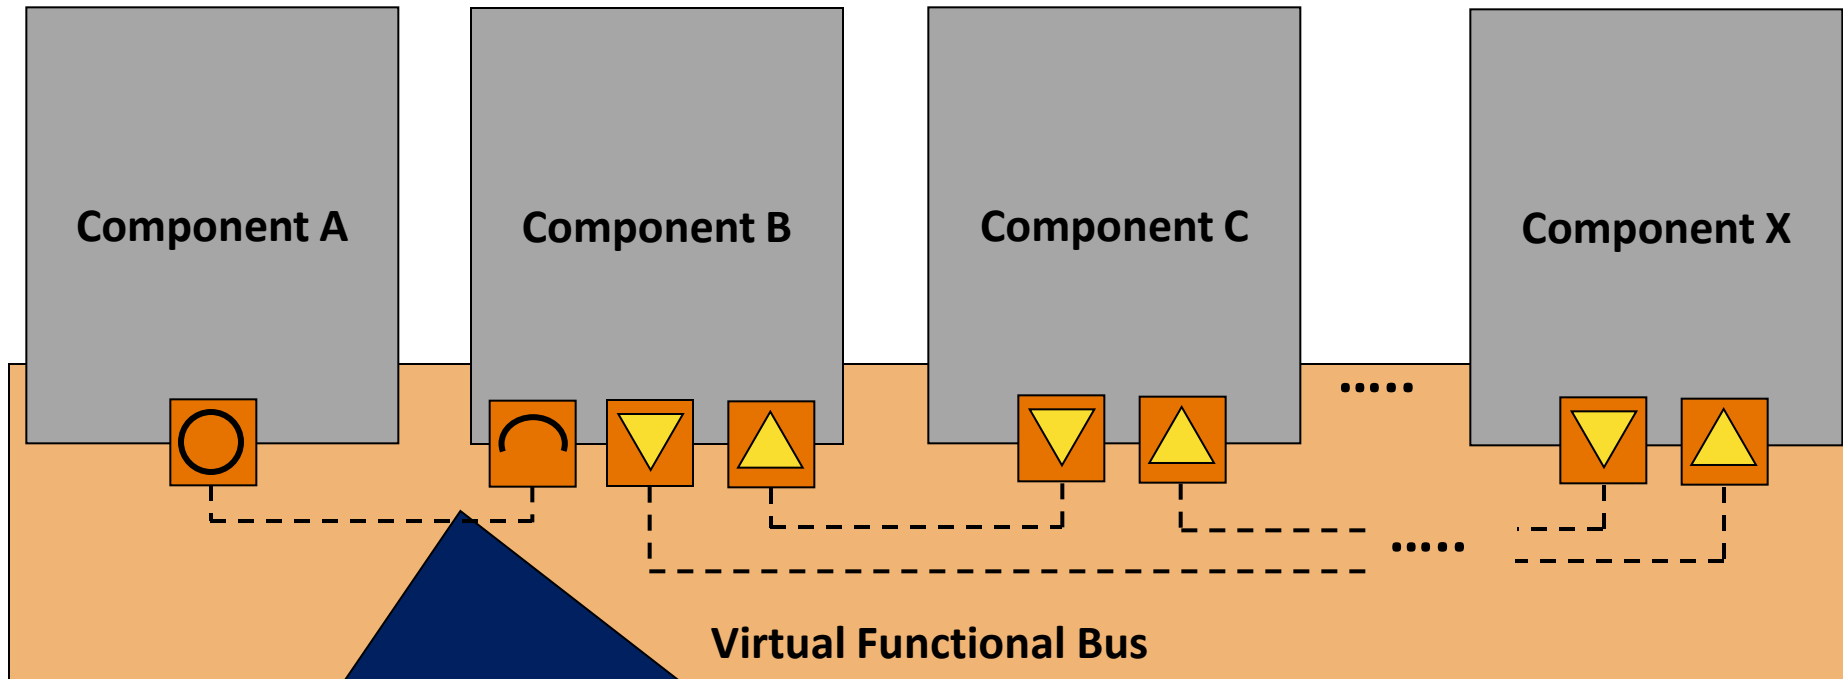 Component A
Component B
Component C
Component X
.....
.....
Virtual Functional Bus